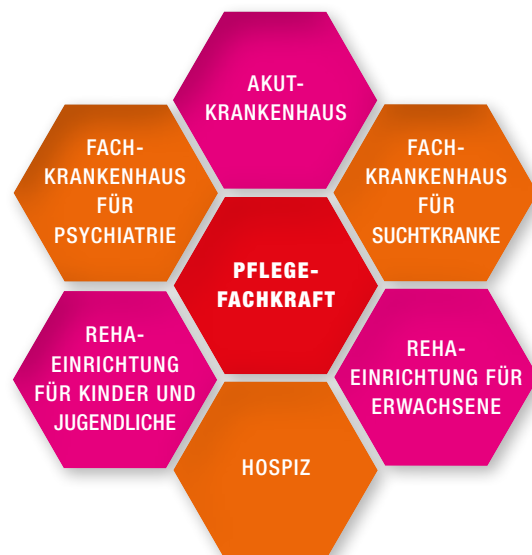 AKUT-
KRANKENHAUS
FACH-
KRANKENHAUS
FÜR
PSYCHIATRIE
FACH-
KRANKENHAUS
FÜR
SUCHTKRANKE
PFLEGE-
FACHKRAFT
REHA-
EINRICHTUNG
FÜR KINDER UND
JUGENDLICHE
REHA-
EINRICHTUNG FÜR
ERWACHSENE
HOSPIZ